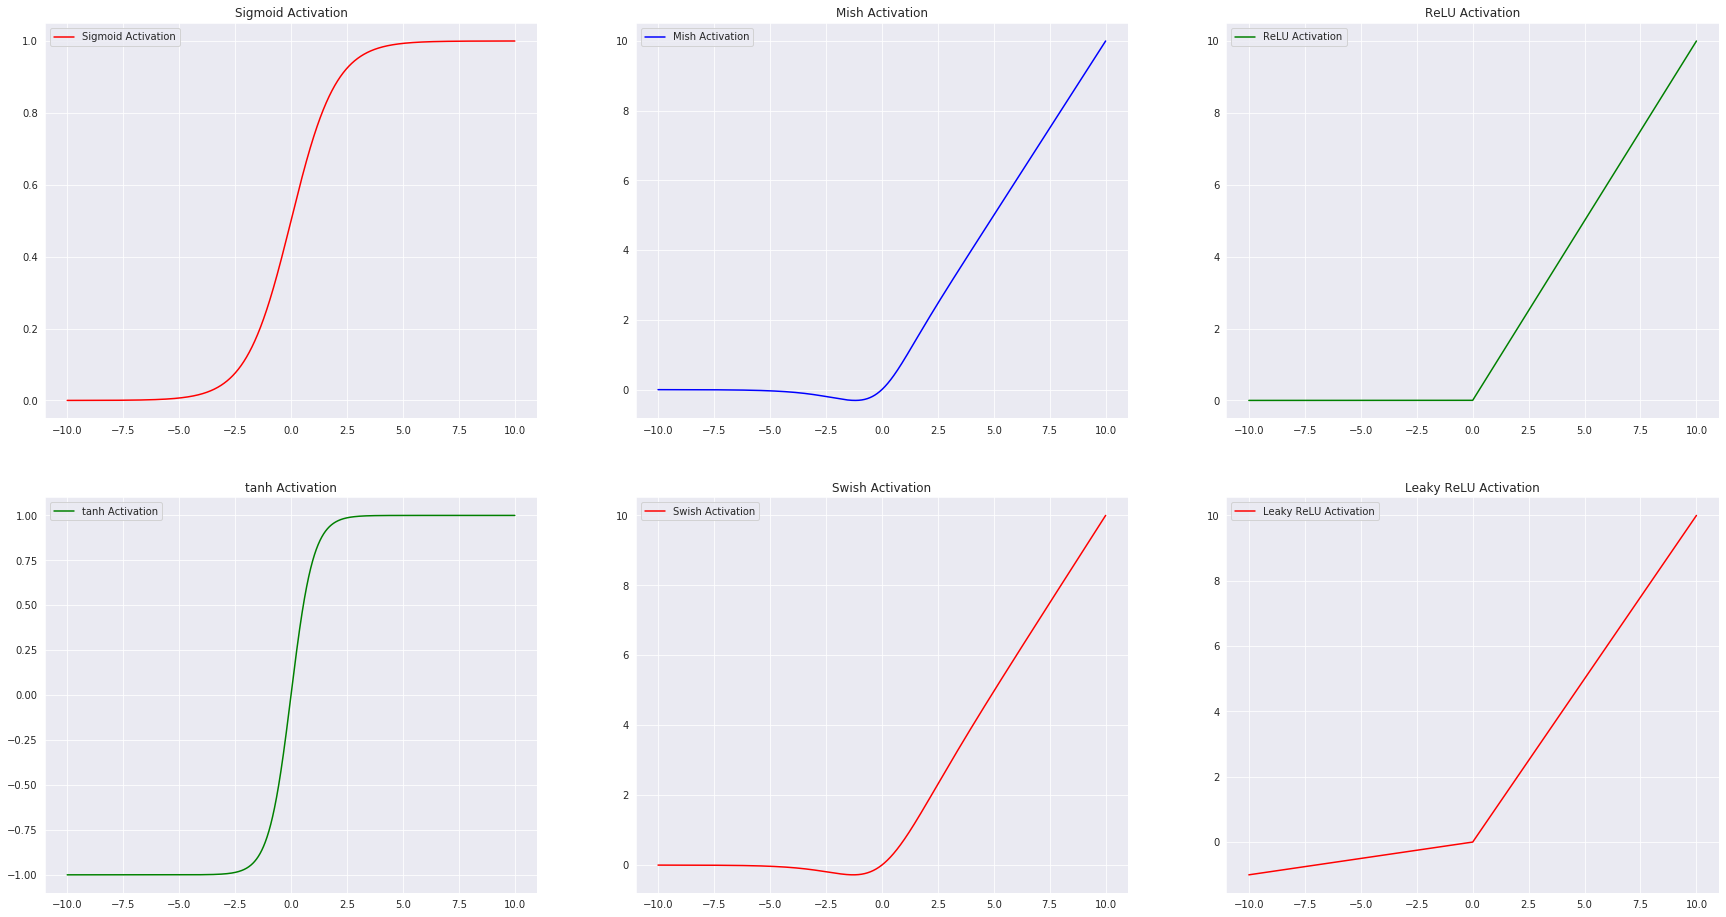 Sigmoid Activation
Sigmoid Activation
1.0
0.8
0.6
0.4
0.2
0.0
−10.0 −7.5 −5.0 −2.5 0.0 2.5 5.0 7.5 10.0
Mish Activation
Mish Activation
10
8
6
4
2
0
−10.0 −7.5 −5.0 −2.5 0.0 2.5 5.0 7.5 10.0
ReLU Activation
ReLU Activation
10
8
6
4
2
0
−10.0 −7.5 −5.0 −2.5 0.0 2.5 5.0 7.5 10.0
tanh Activation
tanh Activation
1.00
0.75
0.50
0.25
0.00
−0.25
−0.50
−0.75
−1.00
−10.0 −7.5 −5.0 −2.5 0.0 2.5 5.0 7.5 10.0
Swish Activation
Swish Activation
10
8
6
4
2
0
−10.0 −7.5 −5.0 −2.5 0.0 2.5 5.0 7.5 10.0
Leaky ReLU Activation
Leaky ReLU Activation
10
8
6
4
2
0
−10.0 −7.5 −5.0 −2.5 0.0 2.5 5.0 7.5 10.0